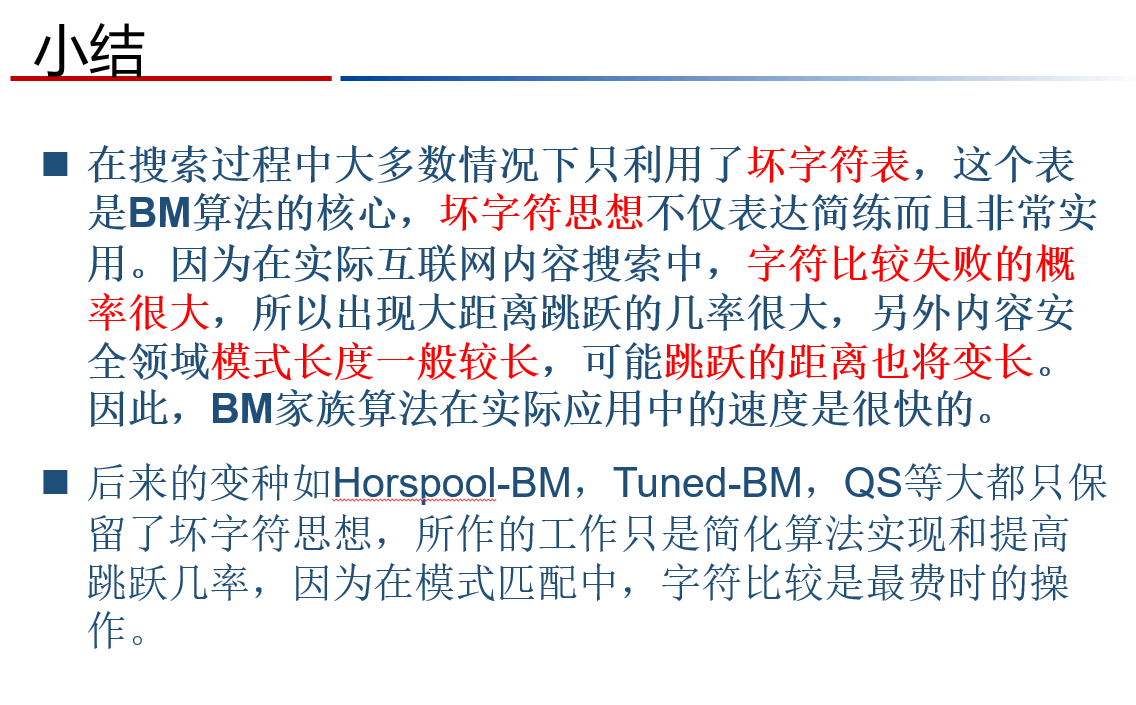 小结
在搜索过程中大多数情况下只利用了坏字符表，这个表
是BM算法的核心，坏字符思想不仅表达简练而且非常实
用。因为在实际互联网内容搜索中，字符比较失败的概
率很大，所以出现大距离跳跃的几率很大，另外内容安
全领域模式长度一般较长，可能跳跃的距离也将变长。
因此，BM家族算法在实际应用中的速度是很快的。
后来的变种如Horspool-BM，Tuned-BM，QS等大都只保
留了坏字符思想，所作的工作只是简化算法实现和提高
跳跃几率，因为在模式匹配中，字符比较是最费时的操
作。